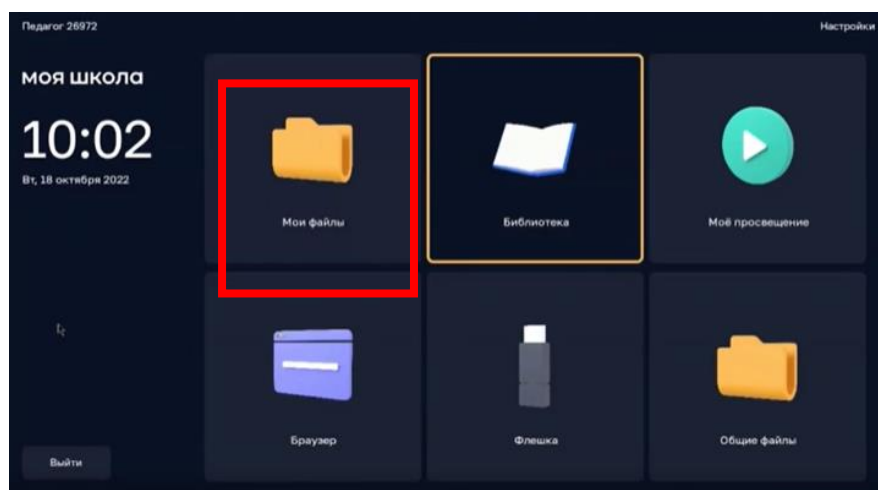 Педагог 26972
Настройки
моя школа
10:02
Вт, 18 октября 2022
Мои файлы
Библиотека
Моё просвещение
Браузер
Флешка
Общие файлы
Выйти